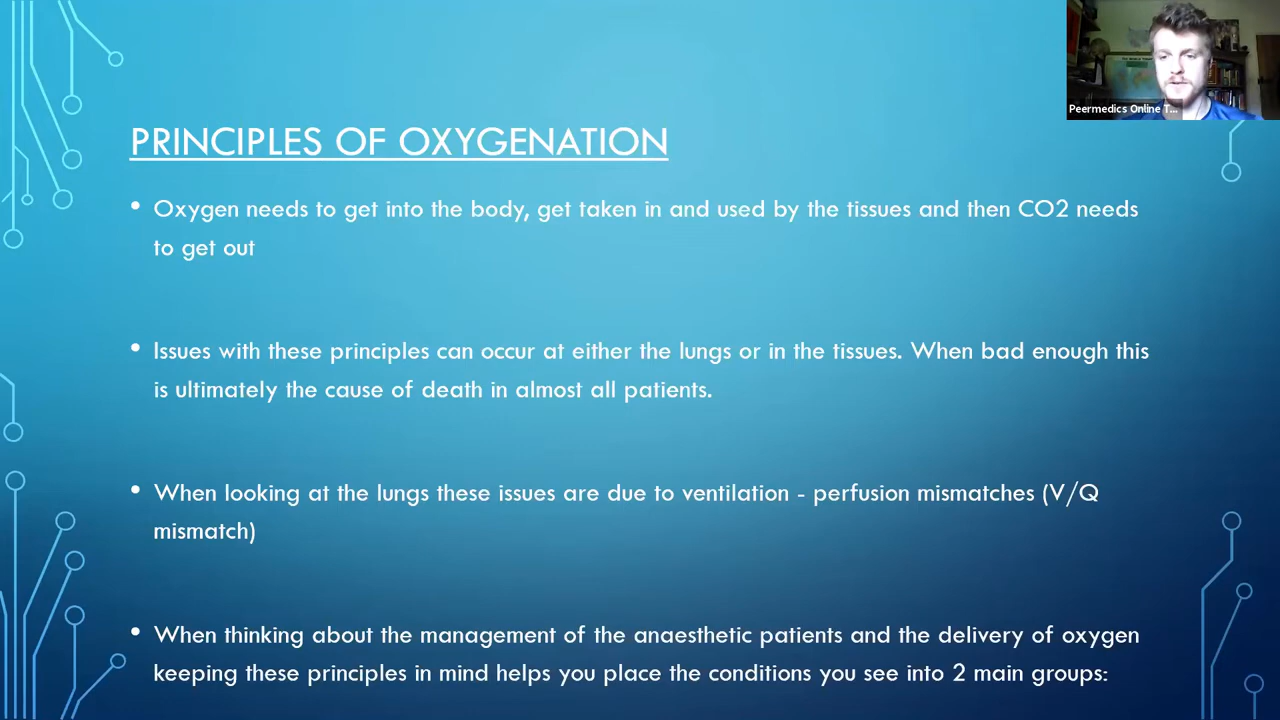 Peermedics Online T...
PRINCIPLES OF OXYGENATION
• Oxygen needs to get into the body, get taken in and used by the tissues and then CO2 needs
to get out
• Issues with these principles can occur at either the lungs or in the tissues. When bad enough this
is ultimately the cause of death in almost all patients.
• When looking at the lungs these issues are due to ventilation - perfusion mismatches (V/Q
mismatch)
• When thinking about the management of the anaesthetic patients and the delivery of oxygen
keeping these principles in mind helps you place the conditions you see into 2 main groups: